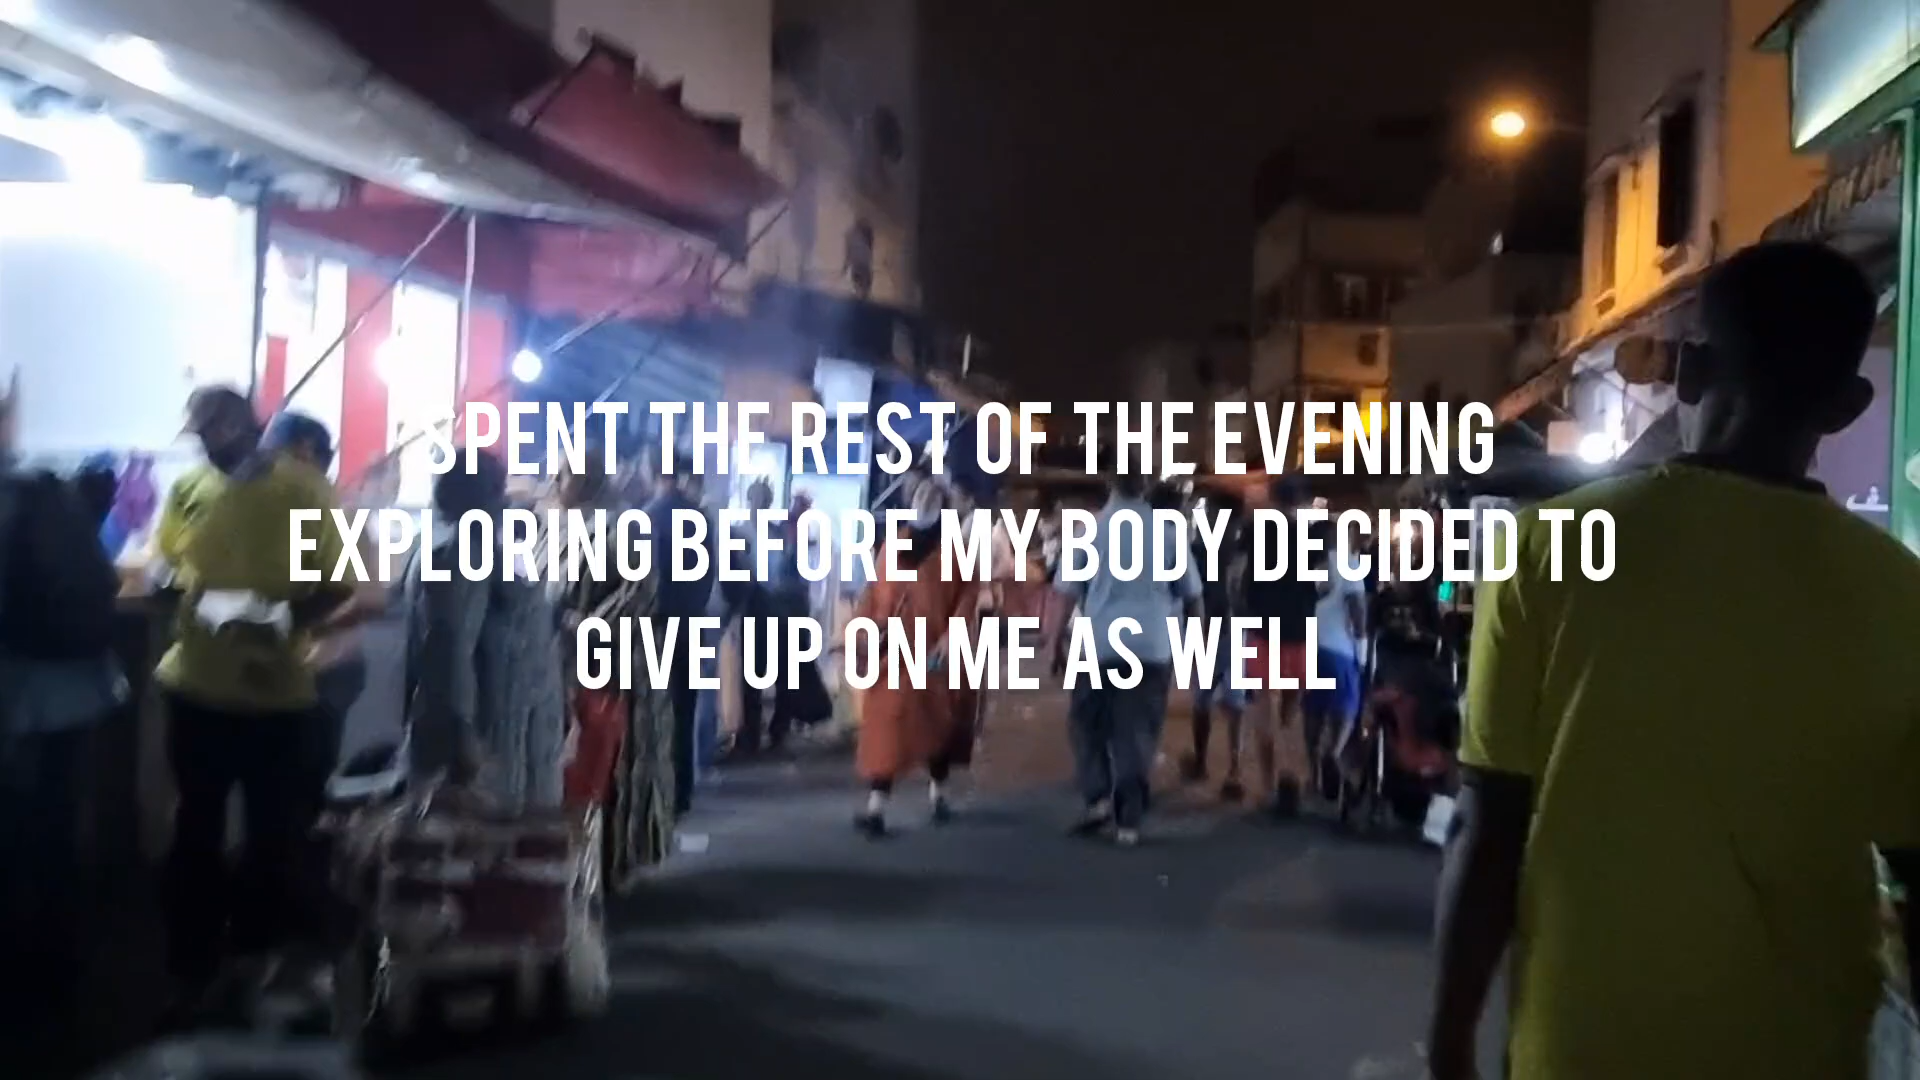 SPENT THE REST OF THE EVENING
EXPLORING BEFORE MY BODY DECIDED TO
GIVE UP ON ME AS WELL